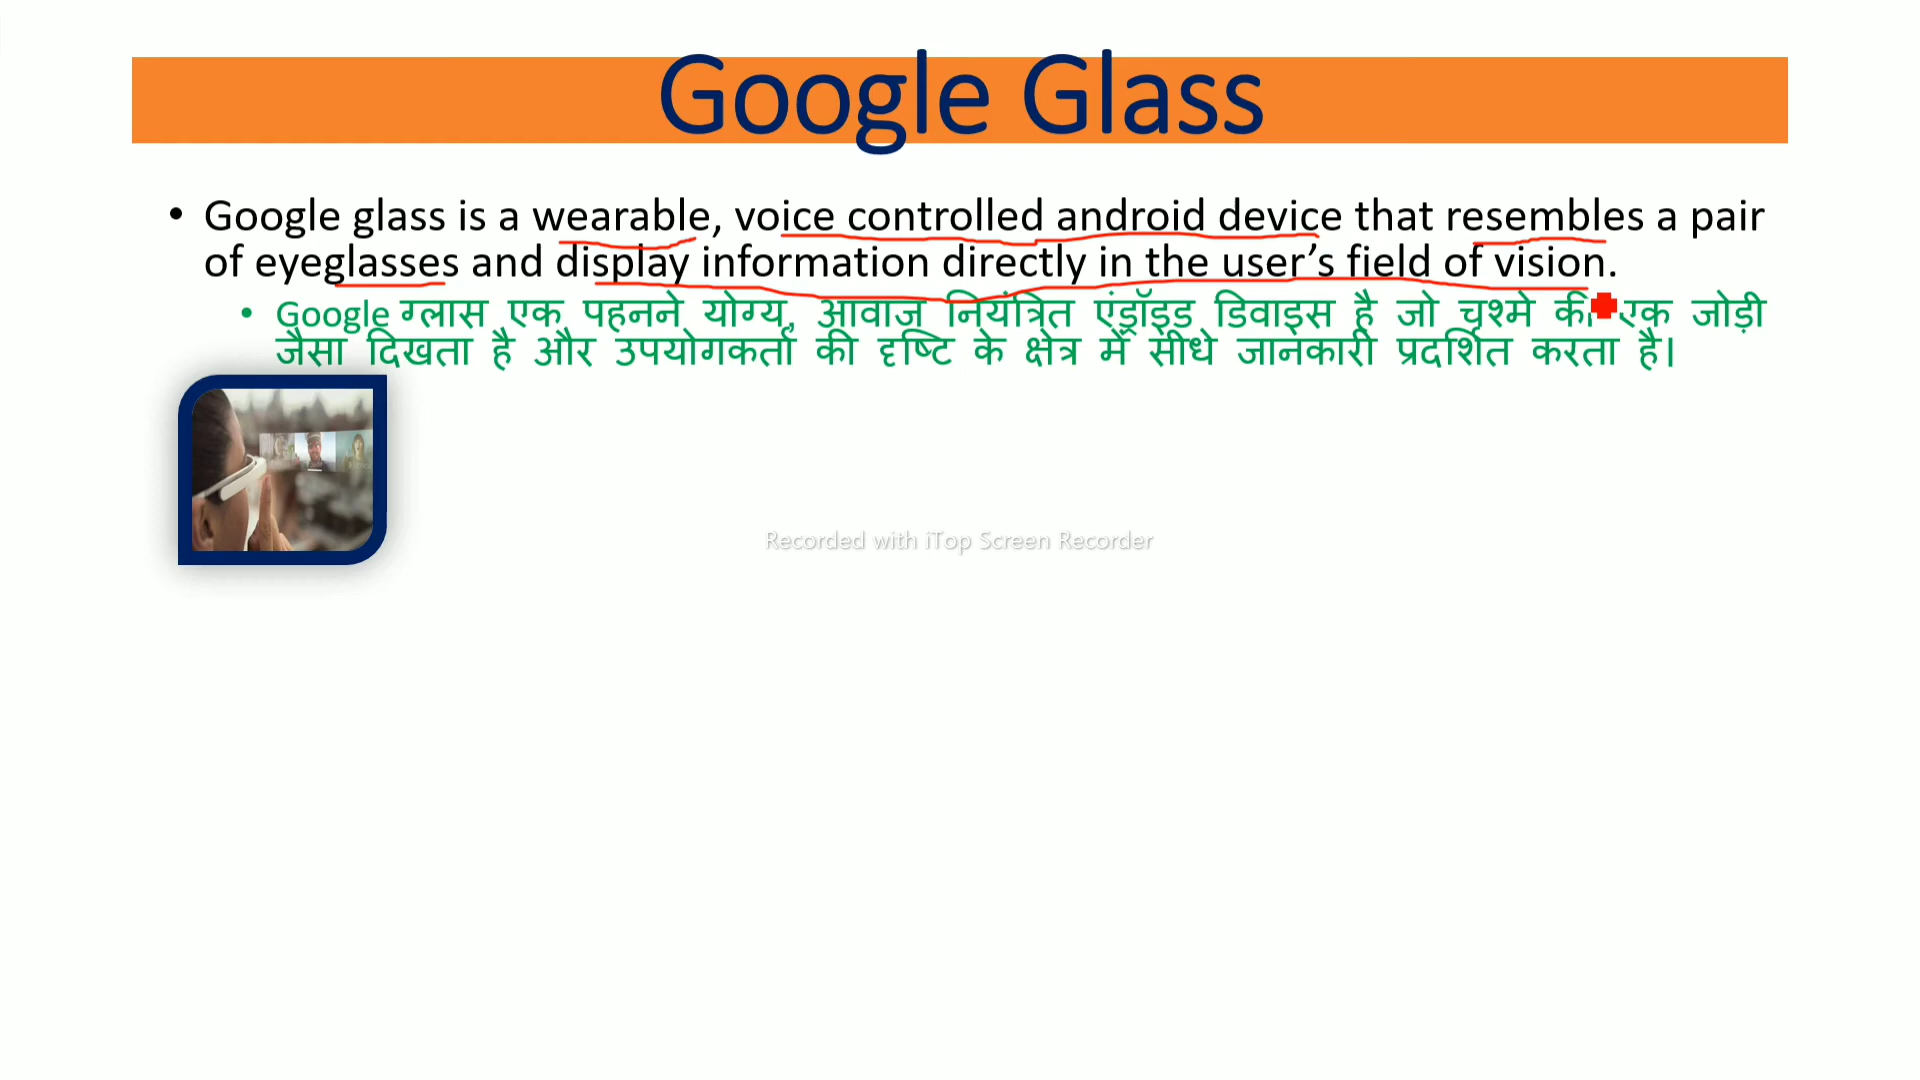 Google Glass
• Google glass is a wearable, voice controlled android device that resembles a pair
of eyeglasses and display information directly in the user’s field of vision.
• Google ग्लास एक पहनने योग्य, आवाज नियंत्रित एंड्रॉइड डिवाइस है जो चश्मे की एक जोड़ी
जैसा दिखता है और उपयोगकर्ता की दृष्टि के क्षेत्र में सीधे जानकारी प्रदर्शित करता है।
Recorded with iTop Screen Recorder